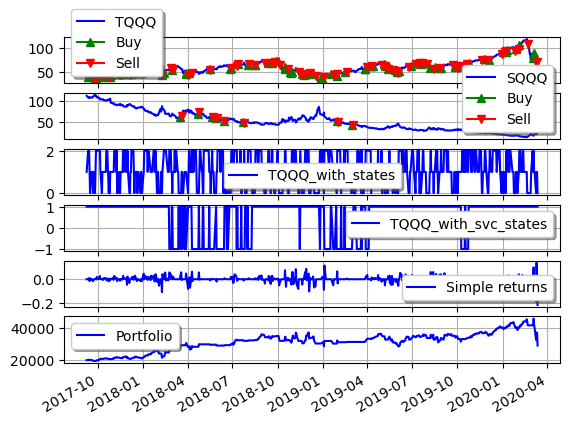 TQQQ
Buy
Sell
100
50
SQQQ
Buy
Sell
100
50
2
0
TQQQ_with_states
1
−1
TQQQ_with_svc_states
0.0
−0.2
Simple returns
40000
20000
Portfolio
2017-10 2018-01 2018-04 2018-07 2018-10 2019-01 2019-04 2019-07 2019-10 2020-01 2020-04